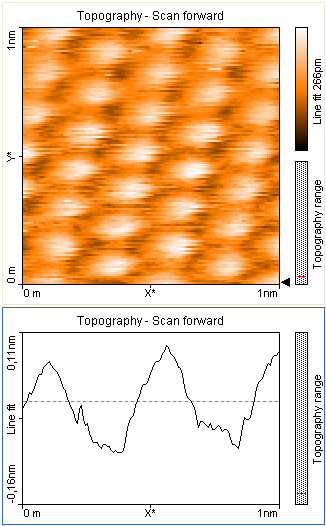 Topography - Scan forward
1nm
Y*
0 m
0 m
X*
1nm
Line fit 266pm
Topography range
Topography - Scan forward
0,11nm
Line fit
-0,16nm
0 m
X*
1nm
Topography range